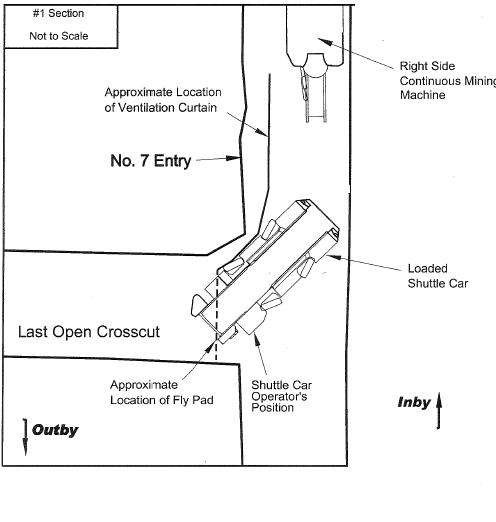 #1 Section
Not to Scale
Right Side
Continuous Mining
Machine
Approximate Location
of Ventilation Curtain
No. 7 Entry
Loaded
Shuttle Car
Last Open Crosscut
Approximate
Location of Fly Pad
Shuttle Car
Operator's
Position
Inby
Outby